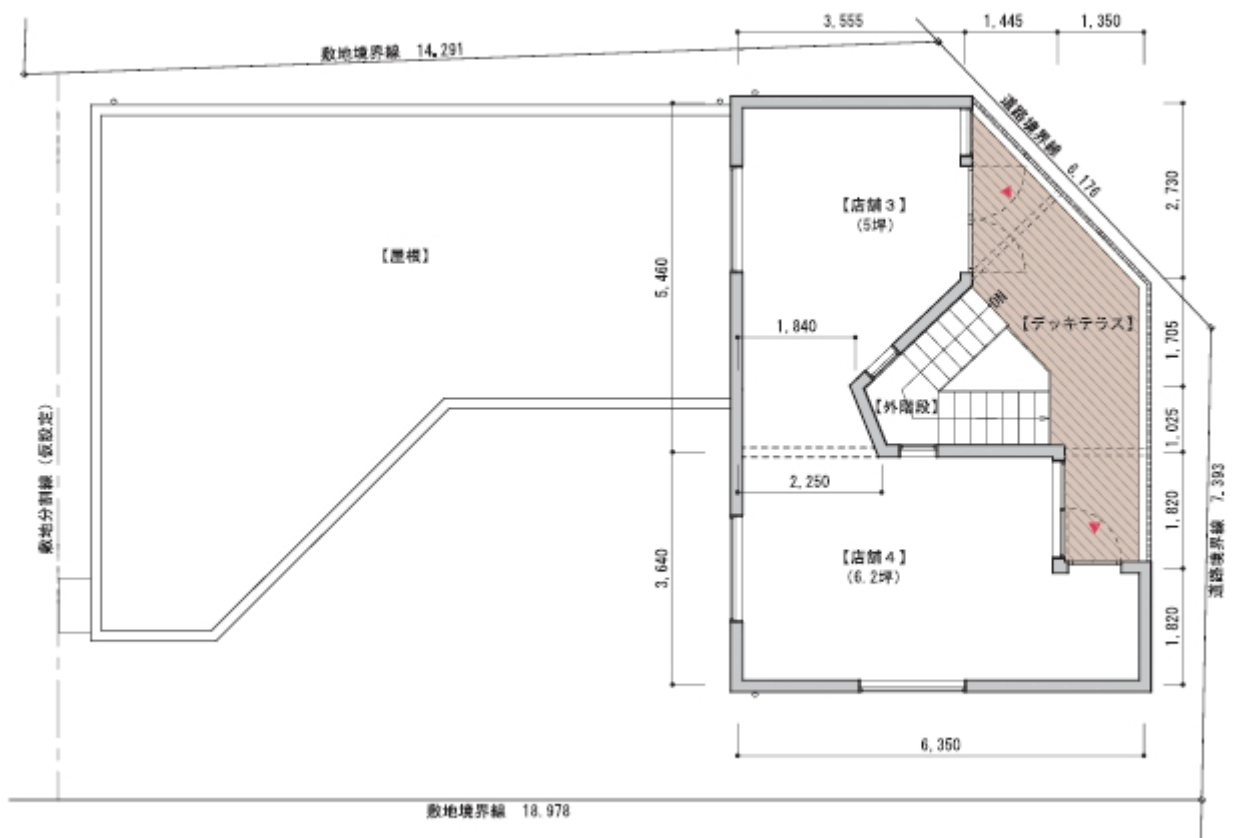 3,555
1,445
1,350
敷地境界線 14.291
道路境界線 6.176
【店舗３】
(5坪)
【屋根】
2,730
5,460
DN
【デッキテラス】
1,840
1,705
【外階段】
1,025
敷地分割線（仮設定）
2,250
1,820
道路境界線 7.393
【店舗４】
(6.2坪)
3,640
1,820
6,350
敷地境界線 18.978